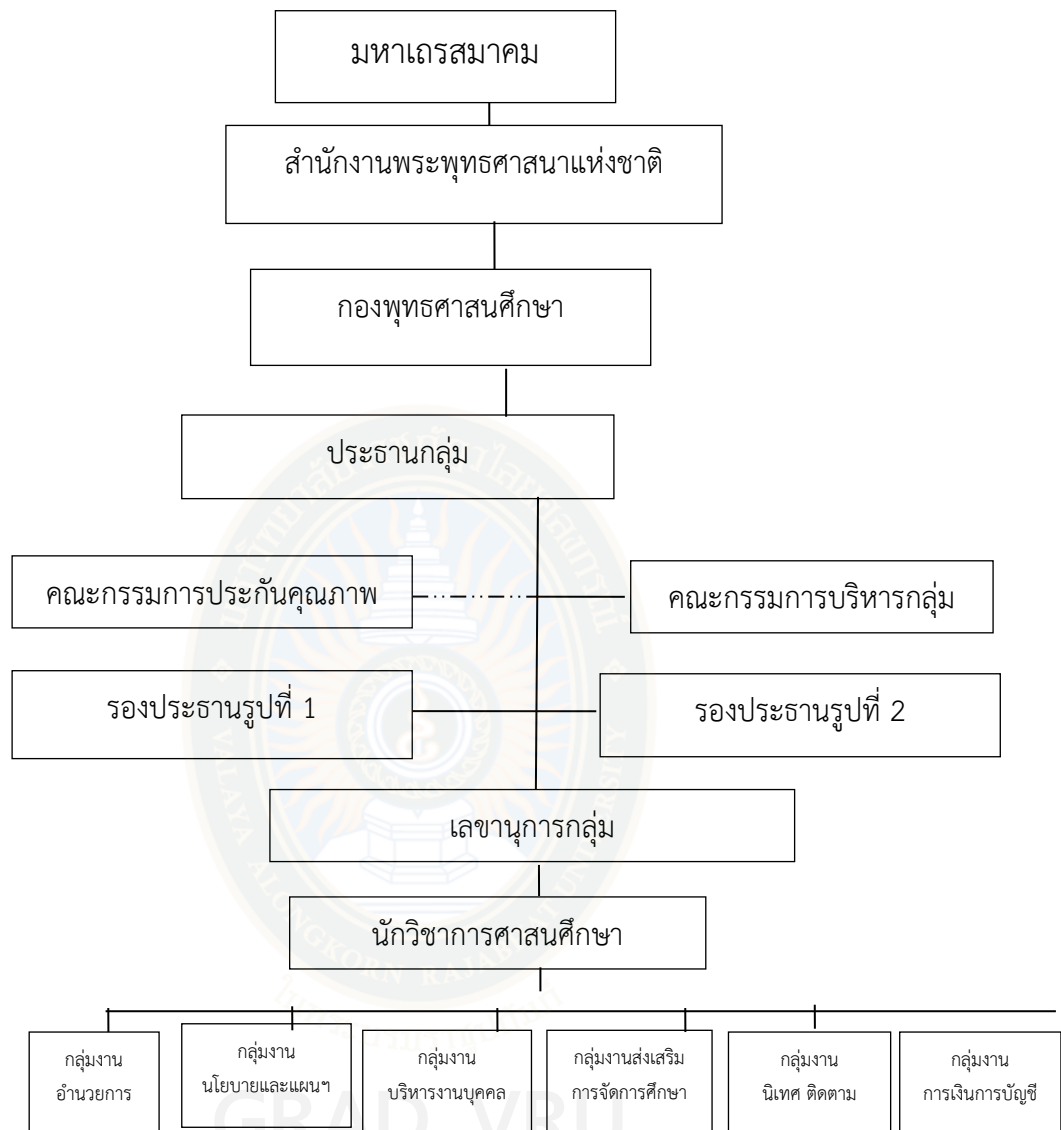 มหาเถรสมาคม
สำนักงานพระพุทธศาสนาแห่งชาติ
กองพุทธศาสนศึกษา
ประธานกลุ่ม
คณะกรรมการประกันคุณภาพ
คณะกรรมการบริหารกลุ่ม
รองประธานรูปที่ 1
รองประธานรูปที่ 2
เลขานุการกลุ่ม
นักวิชาการศาสนศึกษา
กลุ่มงาน
อำนวยการ
กลุ่มงาน
นโยบายและแผนฯ
กลุ่มงาน
บริหารงานบุคคล
กลุ่มงานส่งเสริม
การจัดการศึกษา
กลุ่มงาน
นิเทศ ติดตาม
กลุ่มงาน
การเงินการบัญชี
VALAYA ALONGKORN RAJABHAT UNIVERSITY
GRAD VRU